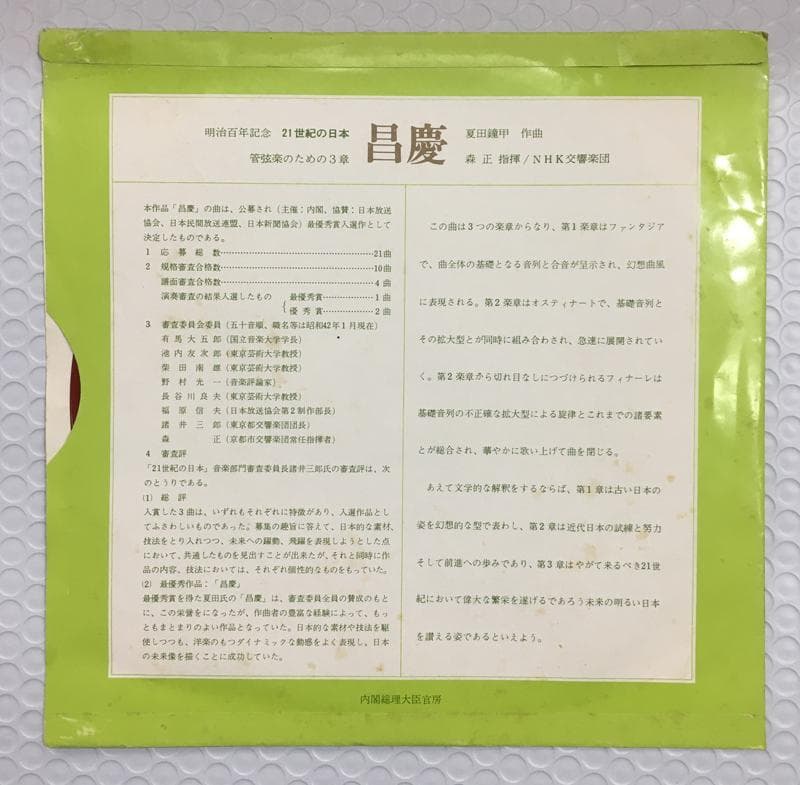 明治百年記念 21世紀の日本
管弦楽のための3章
昌慶
夏田鐘甲 作曲
森 正 指揮/NHK交響楽団
本作品「昌慶」の曲は、公募され(主催:内閣、協賛:日本放送
協会、日本民間放送連盟、日本新聞協会)最優秀賞入選作として
決定したものである。
1 応募総数……………………………………21曲
2 規格審査合格数……………………………10曲
譜面審査合格数……………………………4曲
演奏審査の結果入選したもの 最優秀賞…………1曲
優秀賞…………2曲
3 審査委員会委員(五十音順、職名等は昭和42年1月現在)
有馬大五郎(国立音楽大学学長)
池内友次郎(東京芸術大学教授)
柴田南雄(東京芸術大学教授)
野村光一(音楽評論家)
長谷川良夫(東京芸術大学教授)
福原信夫(日本放送協会第2制作部長)
諸井三郎(東京都交響楽団団長)
森正(京都市交響楽団常任指揮者)
4 審査評
「21世紀の日本」音楽部門審査委員長諸井三郎氏の審査評は、次
のとうりである。
(1) 総評
入賞した3曲は、いずれもそれぞれに特徴があり、入選作品とし
てふさわしいものであった。募集の趣旨に答えて、日本的な素材、
技法をとり入れつつ、未来への躍動、飛躍を表現しようとした点
において、共通したものを見出すことが出来たが、それと同時に作
品の内容、技法においては、それぞれ個性的なものをもっていた。
(2) 最優秀作品:「昌慶」
最優秀賞を得た夏田氏の「昌慶」は、審査委員全員の賛成のもと
に、この栄誉をになったが、作曲者の豊富な経験によって、もっ
ともまとまりのよい作品となっていた。日本的な素材や技法を駆
使しつつも、洋楽のもつダイナミックな動感をよく表現し、日本
の未来像を描くことに成功していた。
この曲は3つの楽章からなり、第1楽章はファンタジア
で、曲全体の基礎となる音列と合音が呈示され、幻想曲風
に表現される。第2楽章はオスティナートで、基礎音列と
その拡大型とが同時に組み合わされ、急速に展開されてい
く。第2楽章から切れ目なしにつづけられるフィナーレは
基礎音列の不正確な拡大型による旋律とこれまでの諸要素
とが総合され、華やかに歌い上げて曲を閉じる。
あえて文学的な解釈をするならば、第1章は古い日本の
姿を幻想的な型で表わし、第2章は近代日本の試練と努力
そして前進への歩みであり、第3章はやがて来るべき21世
紀において偉大な繁栄を遂げるであろう未来の明るい日本
を讃える姿であるといえよう。
内閣総理大臣官房